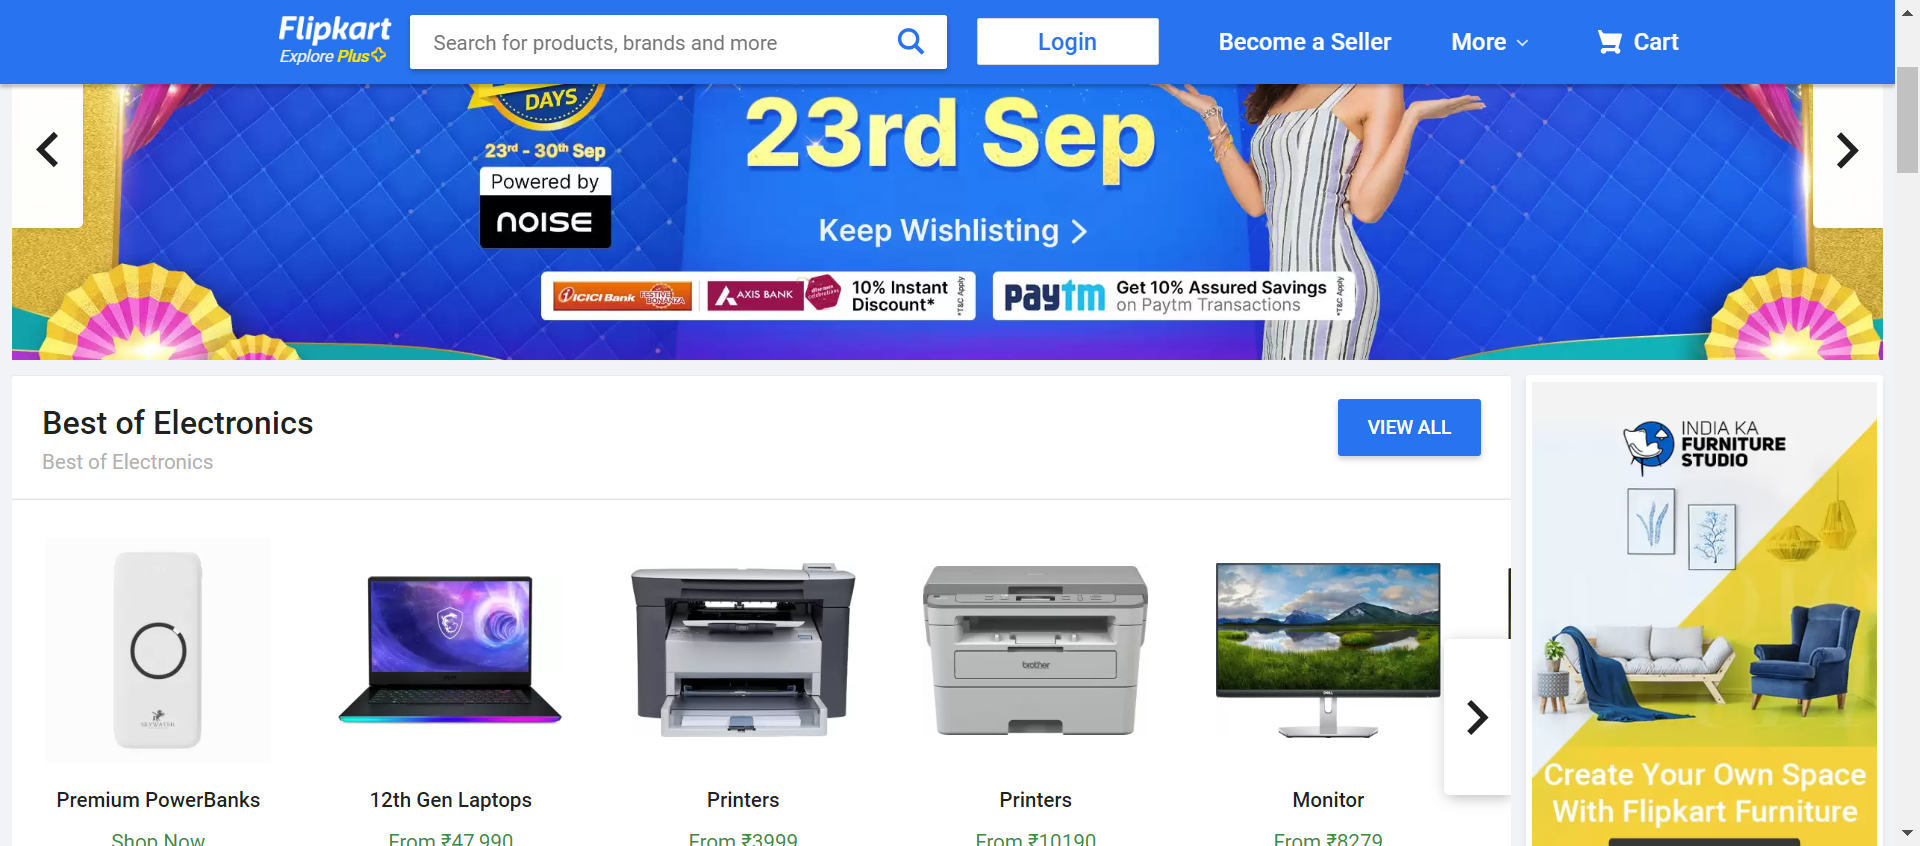 Flipkart
Explore Plus
Search for products, brands and more
Login
Become a Seller
More
Cart
DAYS
23rd - 30th Sep
Powered by
noise
23rd Sep
Keep Wishlisting >
ICICI Bank FESTIVE BONANZA
AXIS BANK
10% Instant
Discount*
*T&C Apply
paytm
Get 10% Assured Savings
on Paytm Transactions
*T&C Apply
Best of Electronics
VIEW ALL
Best of Electronics
INDIA KA
FURNITURE
STUDIO
SKYWATER
brother
DELL
Premium PowerBanks
12th Gen Laptops
Printers
Printers
Monitor
Shop Now
From ₹47,990
From ₹3999
From ₹10190
From ₹8279
Create Your Own Space
With Flipkart Furniture